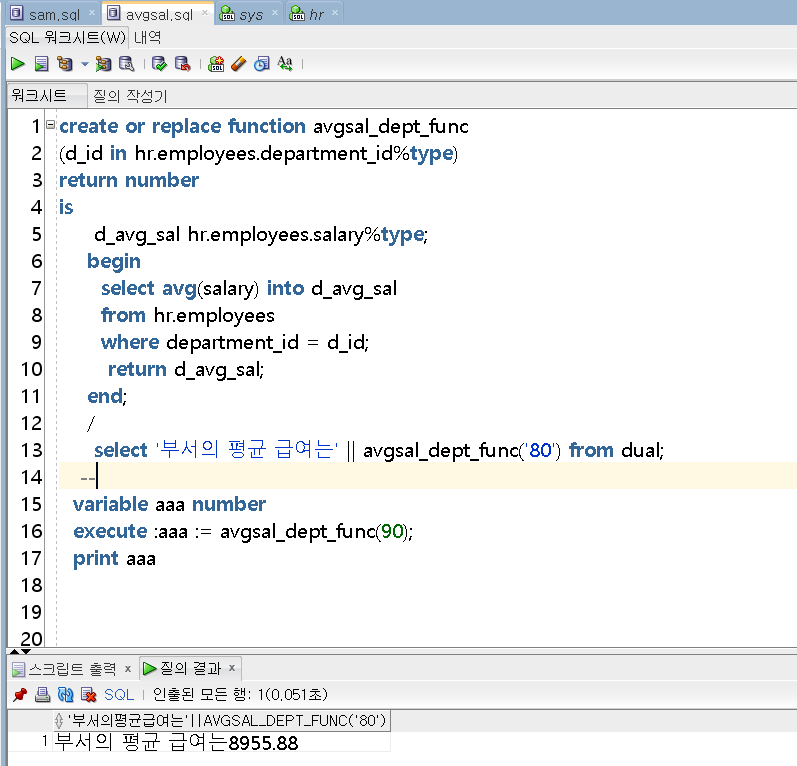 sam.sql × avgsal.sql × sys × hr ×
SQL 워크시트(W) 내역
워크시트 질의 작성기
1 create or replace function avgsal_dept_func
2 (d_id in hr.employees.department_id%type)
3 return number
4 is
5 d_avg_sal hr.employees.salary%type;
6 begin
7 select avg(salary) into d_avg_sal
8 from hr.employees
9 where department_id = d_id;
10 return d_avg_sal;
11 end;
12 /
13 select '부서의 평균 급여는' || avgsal_dept_func('80') from dual;
14 --
15 variable aaa number
16 execute :aaa := avgsal_dept_func(90);
17 print aaa
18
19
20
스크립트 출력 × 질의 결과 ×
SQL | 인출된 모든 행: 1(0,051초)
'부서의평균급여는'||AVGSAL_DEPT_FUNC('80')
1 부서의 평균 급여는8955.88